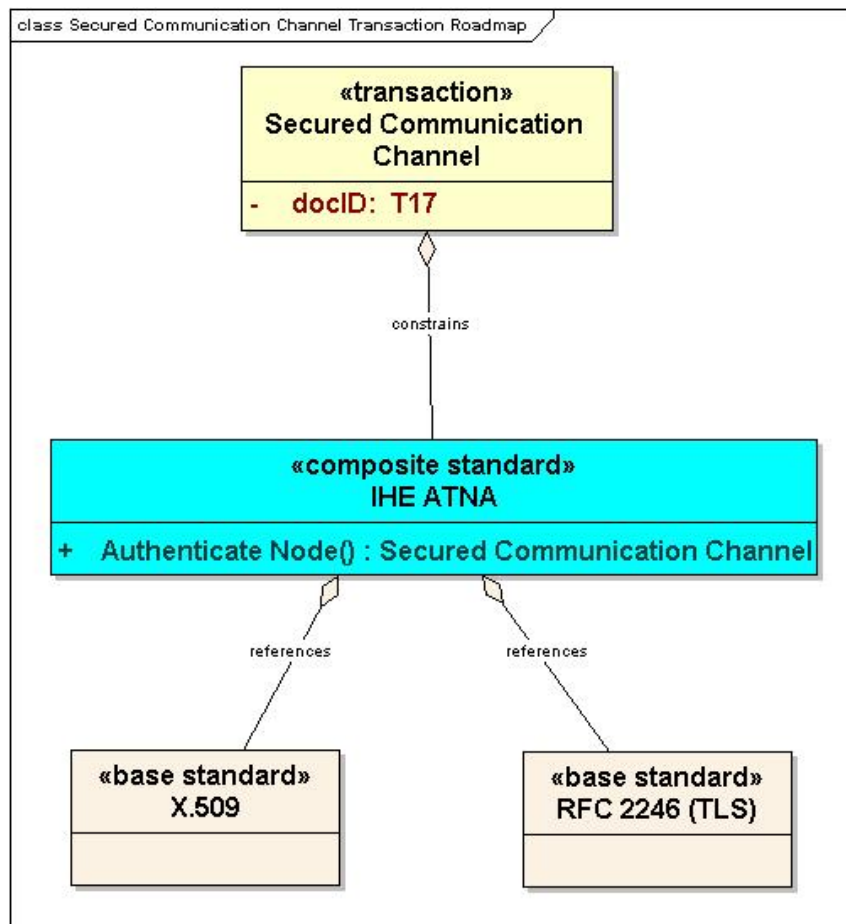 class Secured Communication Channel Transaction Roadmap
«transaction»
Secured Communication
Channel
- docID: T17
constrains
«composite standard»
IHE ATNA
+ Authenticate Node() : Secured Communication Channel
references
references
«base standard»
X.509
«base standard»
RFC 2246 (TLS)